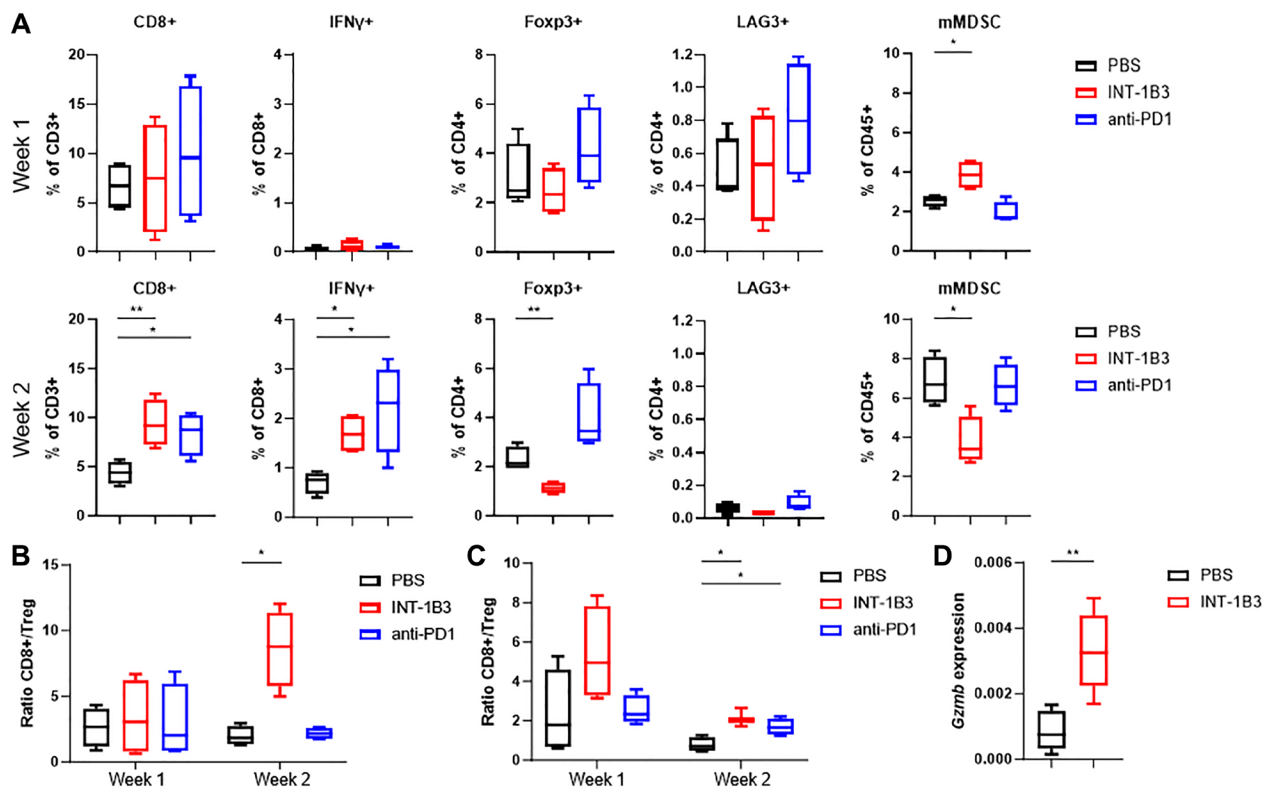 A
CD8+ IFNγ+ Foxp3+ LAG3+ mMDSC
Week 1
% of CD3+ % of CD8+ % of CD4+ % of CD4+ % of CD45+
20 4 8 1.2 10
15 3 6 1.0 8
10 2 4 0.8 6
5 1 2 0.6 4
0 0 0 0.4 2
0.2 0
0.0
*
PBS
INT-1B3
anti-PD1
CD8+ IFNγ+ Foxp3+ LAG3+ mMDSC
Week 2
% of CD3+ % of CD8+ % of CD4+ % of CD4+ % of CD45+
20 4 8 1.2 10
15 3 6 1.0 8
10 2 4 0.8 6
5 1 2 0.6 4
0 0 0 0.4 2
0.2 0
0.0
** * ** *
* *
PBS
INT-1B3
anti-PD1
B
Ratio CD8+/Treg
15
10
5
0
*
Week 1 Week 2
PBS
INT-1B3
anti-PD1
C
Ratio CD8+/Treg
10
8
6
4
2
0
*
*
Week 1 Week 2
PBS
INT-1B3
anti-PD1
D
Gzmb expression
0.006
0.004
0.002
0.000
**
PBS
INT-1B3